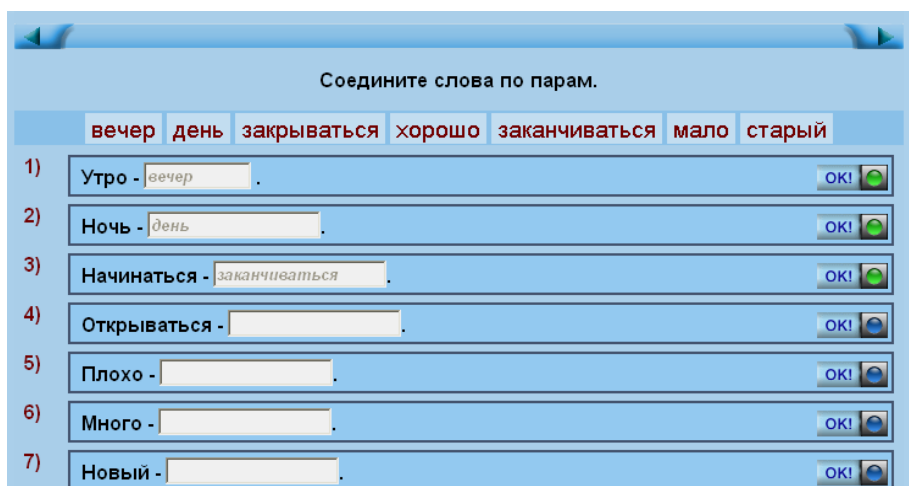 Соедините слова по парам.
вечер день закрываться хорошо заканчиваться мало старый
1) Утро - вечер . OK!
2) Ночь - день . OK!
3) Начинаться - заканчиваться . OK!
4) Открываться - . OK!
5) Плохо - . OK!
6) Много - . OK!
7) Новый - . OK!